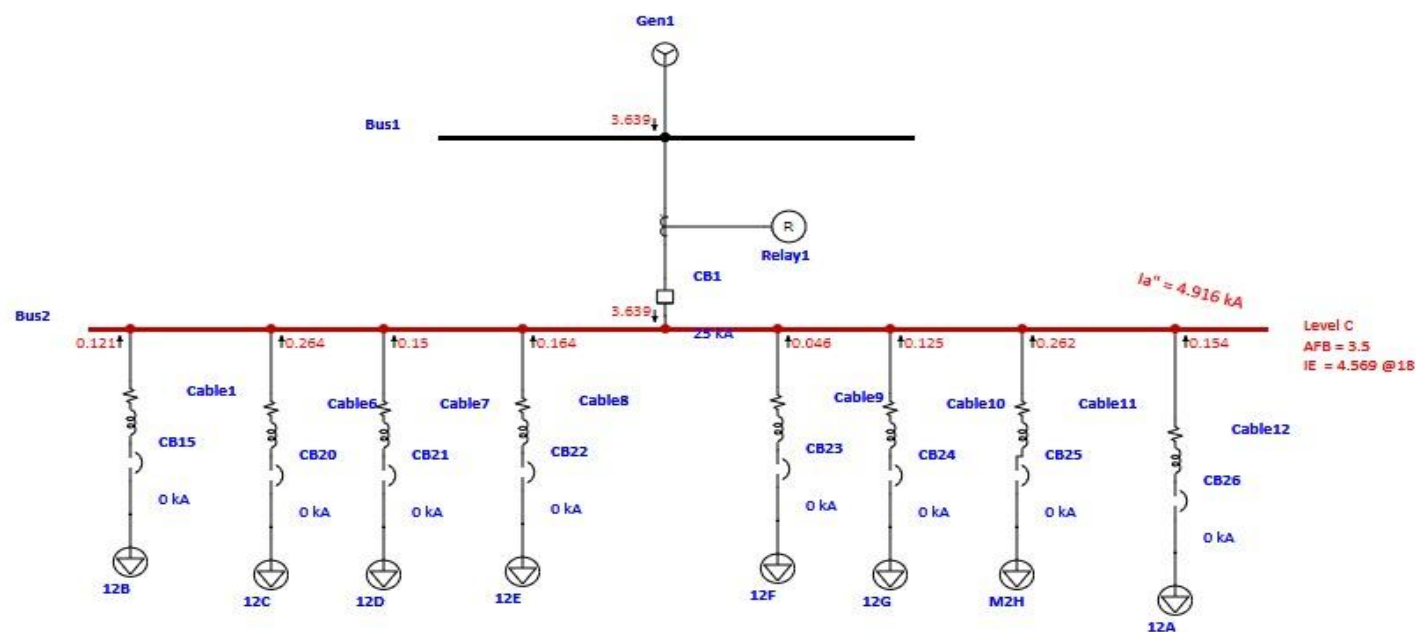 Gen1
3.639
Bus1
R
Relay1
CB1
Ia" = 4.916 kA
Bus2
3.639
25 kA
Level C
AFB = 3.5
IE = 4.569 @18
0.121
0.264
0.15
0.164
0.046
0.125
0.262
0.154
Cable1
Cable6
Cable7
Cable8
Cable9
Cable10
Cable11
Cable12
CB15
CB20
CB21
CB22
CB23
CB24
CB25
CB26
0 kA
0 kA
0 kA
0 kA
0 kA
0 kA
0 kA
0 kA
12B
12C
12D
12E
12F
12G
M2H
12A